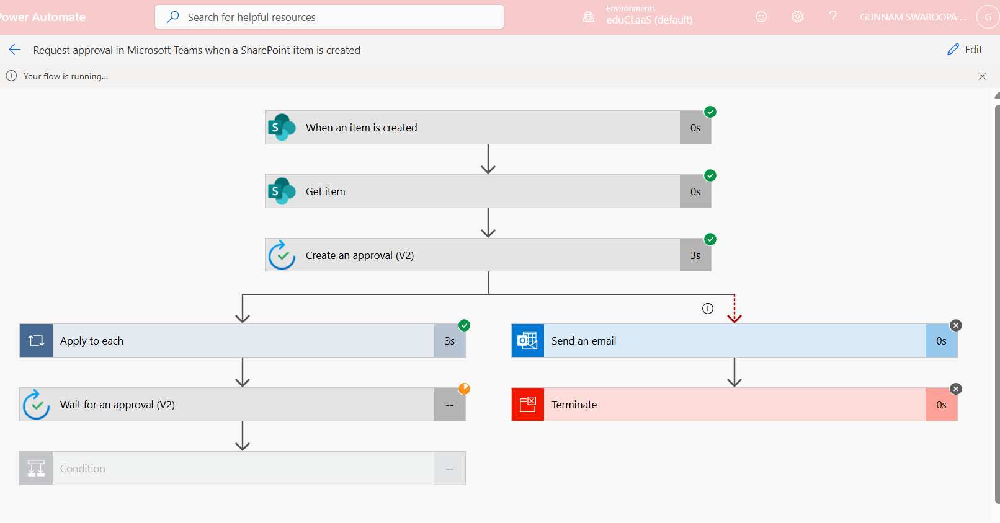 Power Automate
Search for helpful resources
Environments
eduCLaaS (default)
GUNNAM SWAROOPA ...
G
Request approval in Microsoft Teams when a SharePoint item is created
Edit
Your flow is running...
S
When an item is created
0s
S
Get item
0s
Create an approval (V2)
3s
Apply to each
3s
Send an email
0s
Wait for an approval (V2)
--
Terminate
0s
Condition
--